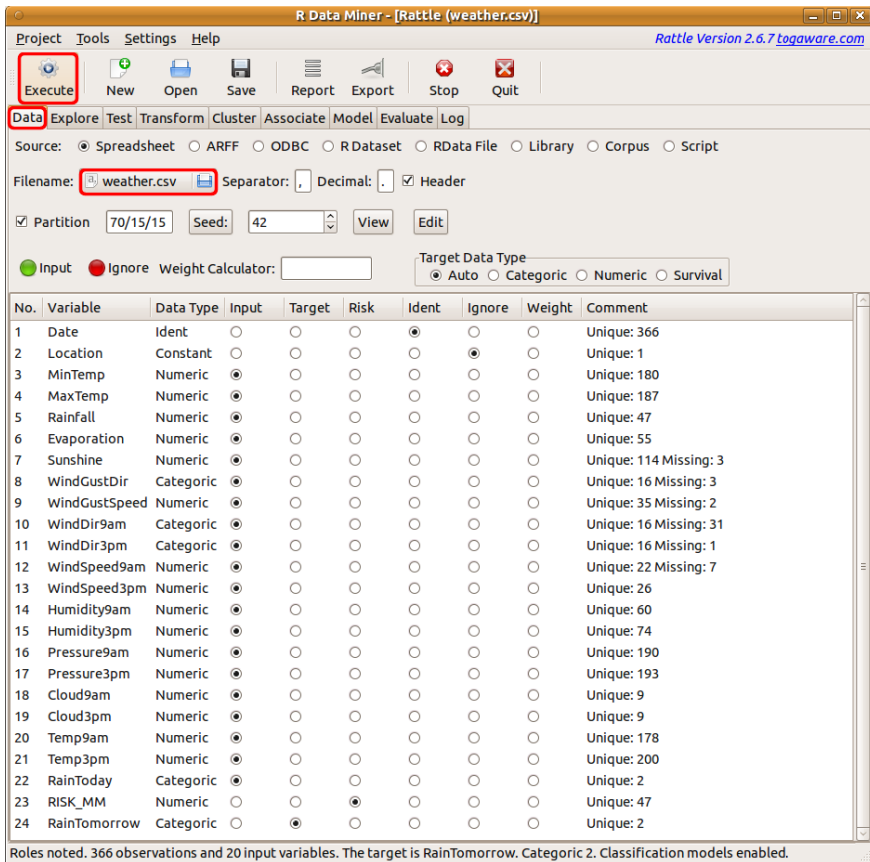 R Data Miner - [Rattle (weather.csv)]
Project Tools Settings Help Rattle Version 2.6.7 togaware.com
Execute New Open Save Report Export Stop Quit
Data Explore Test Transform Cluster Associate Model Evaluate Log
Source: Spreadsheet ARFF ODBC R Dataset RData File Library Corpus Script
Filename: weather.csv Separator: , Decimal: . Header
Partition 70/15/15 Seed: 42 View Edit
Target Data Type
Input Ignore Weight Calculator: Auto Categoric Numeric Survival
No. Variable Data Type Input Target Risk Ident Ignore Weight Comment
1 Date Ident Unique: 366
2 Location Constant Unique: 1
3 MinTemp Numeric Unique: 180
4 MaxTemp Numeric Unique: 187
5 Rainfall Numeric Unique: 47
6 Evaporation Numeric Unique: 55
7 Sunshine Numeric Unique: 114 Missing: 3
8 WindGustDir Categoric Unique: 16 Missing: 3
9 WindGustSpeed Numeric Unique: 35 Missing: 2
10 WindDir9am Categoric Unique: 16 Missing: 31
11 WindDir3pm Categoric Unique: 16 Missing: 1
12 WindSpeed9am Numeric Unique: 22 Missing: 7
13 WindSpeed3pm Numeric Unique: 26
14 Humidity9am Numeric Unique: 60
15 Humidity3pm Numeric Unique: 74
16 Pressure9am Numeric Unique: 190
17 Pressure3pm Numeric Unique: 193
18 Cloud9am Numeric Unique: 9
19 Cloud3pm Numeric Unique: 9
20 Temp9am Numeric Unique: 178
21 Temp3pm Numeric Unique: 200
22 RainToday Categoric Unique: 2
23 RISK_MM Numeric Unique: 47
24 RainTomorrow Categoric Unique: 2
Roles noted. 366 observations and 20 input variables. The target is RainTomorrow. Categoric 2. Classification models enabled.